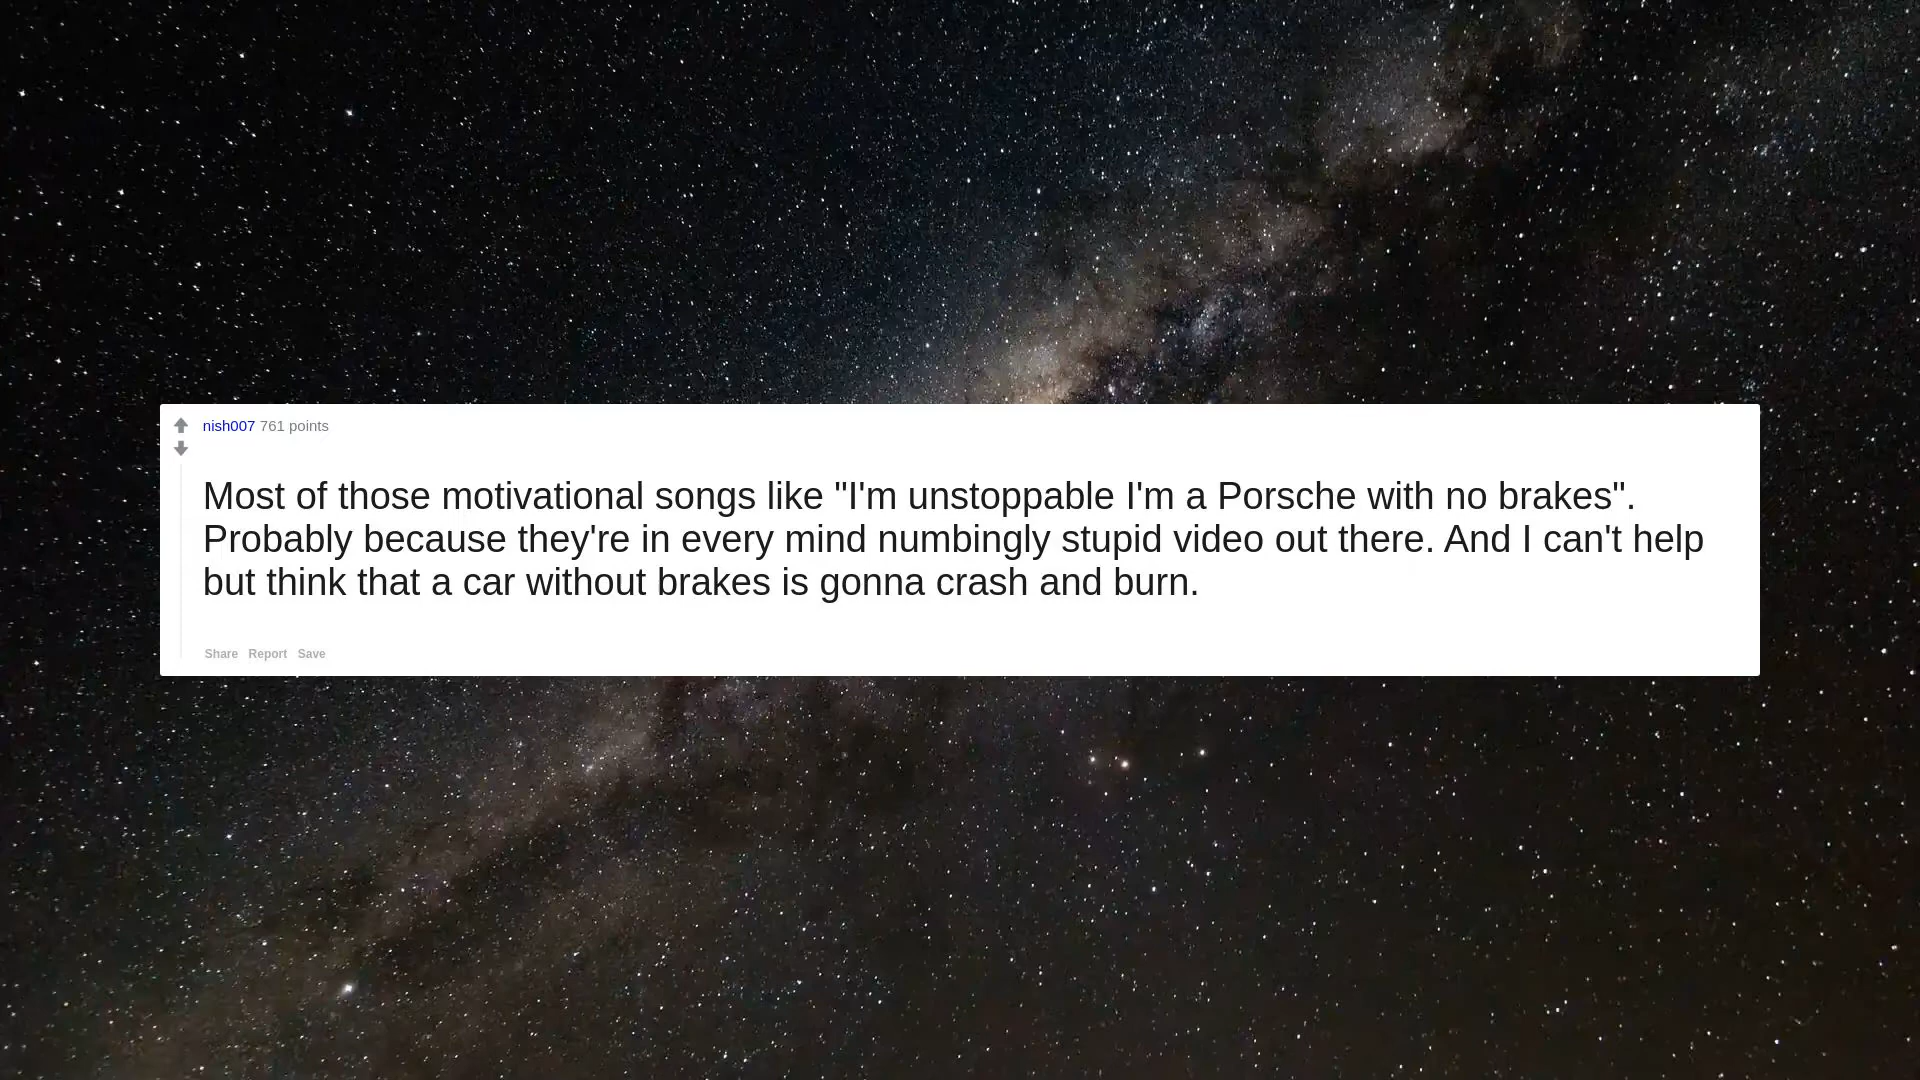 nish007 761 points
Most of those motivational songs like "I'm unstoppable I'm a Porsche with no brakes".
Probably because they're in every mind numbingly stupid video out there. And I can't help
but think that a car without brakes is gonna crash and burn.
Share Report Save